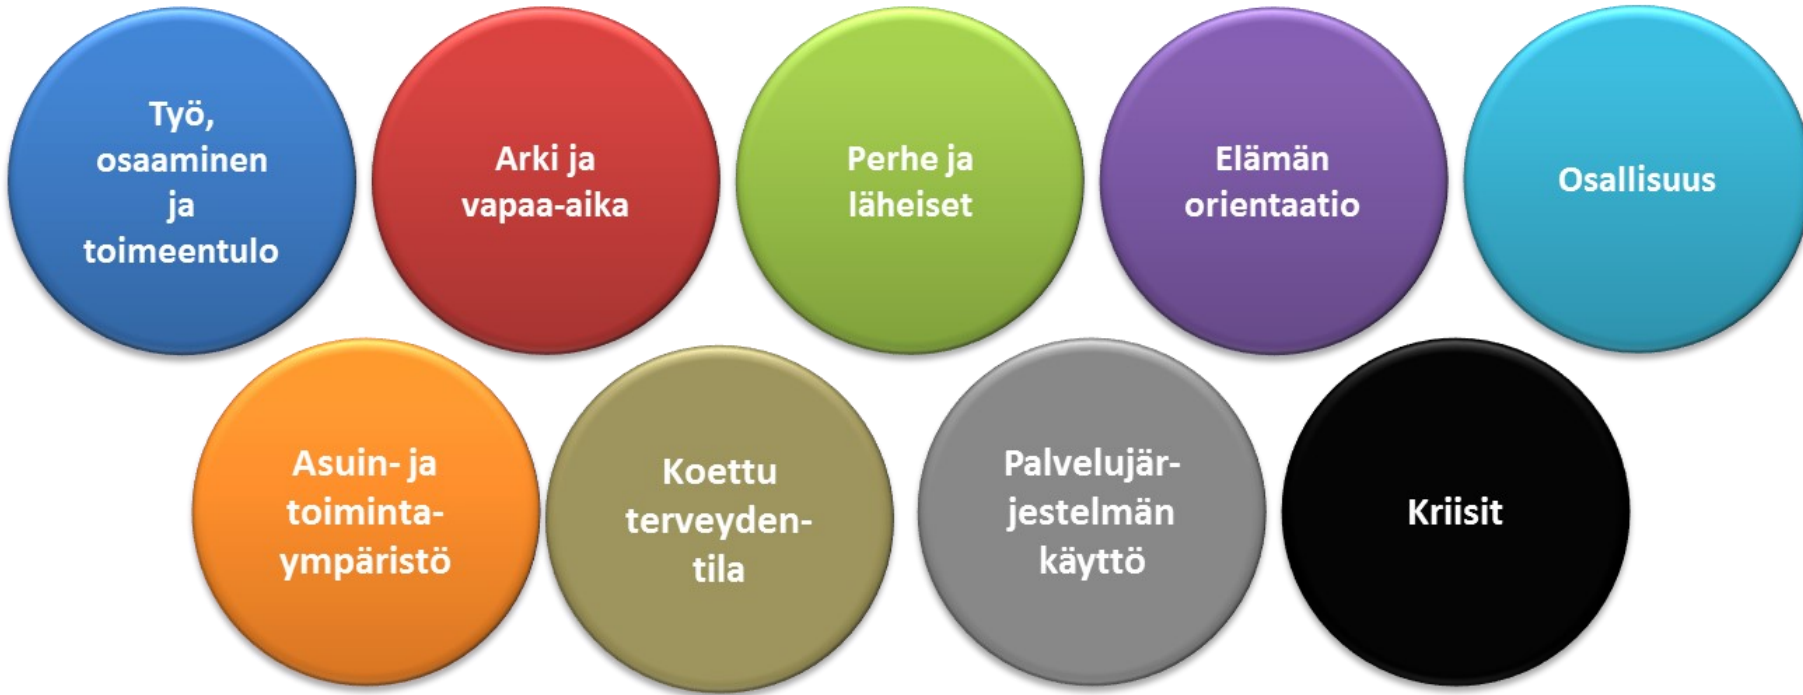 Työ,
osaaminen
ja
toimeentulo
Arki ja
vapaa-aika
Perhe ja
läheiset
Elämän
orientaatio
Osallisuus
Asuin- ja
toiminta-
ympäristö
Koettu
terveyden-
tila
Palvelujär-
jestelmän
käyttö
Kriisit